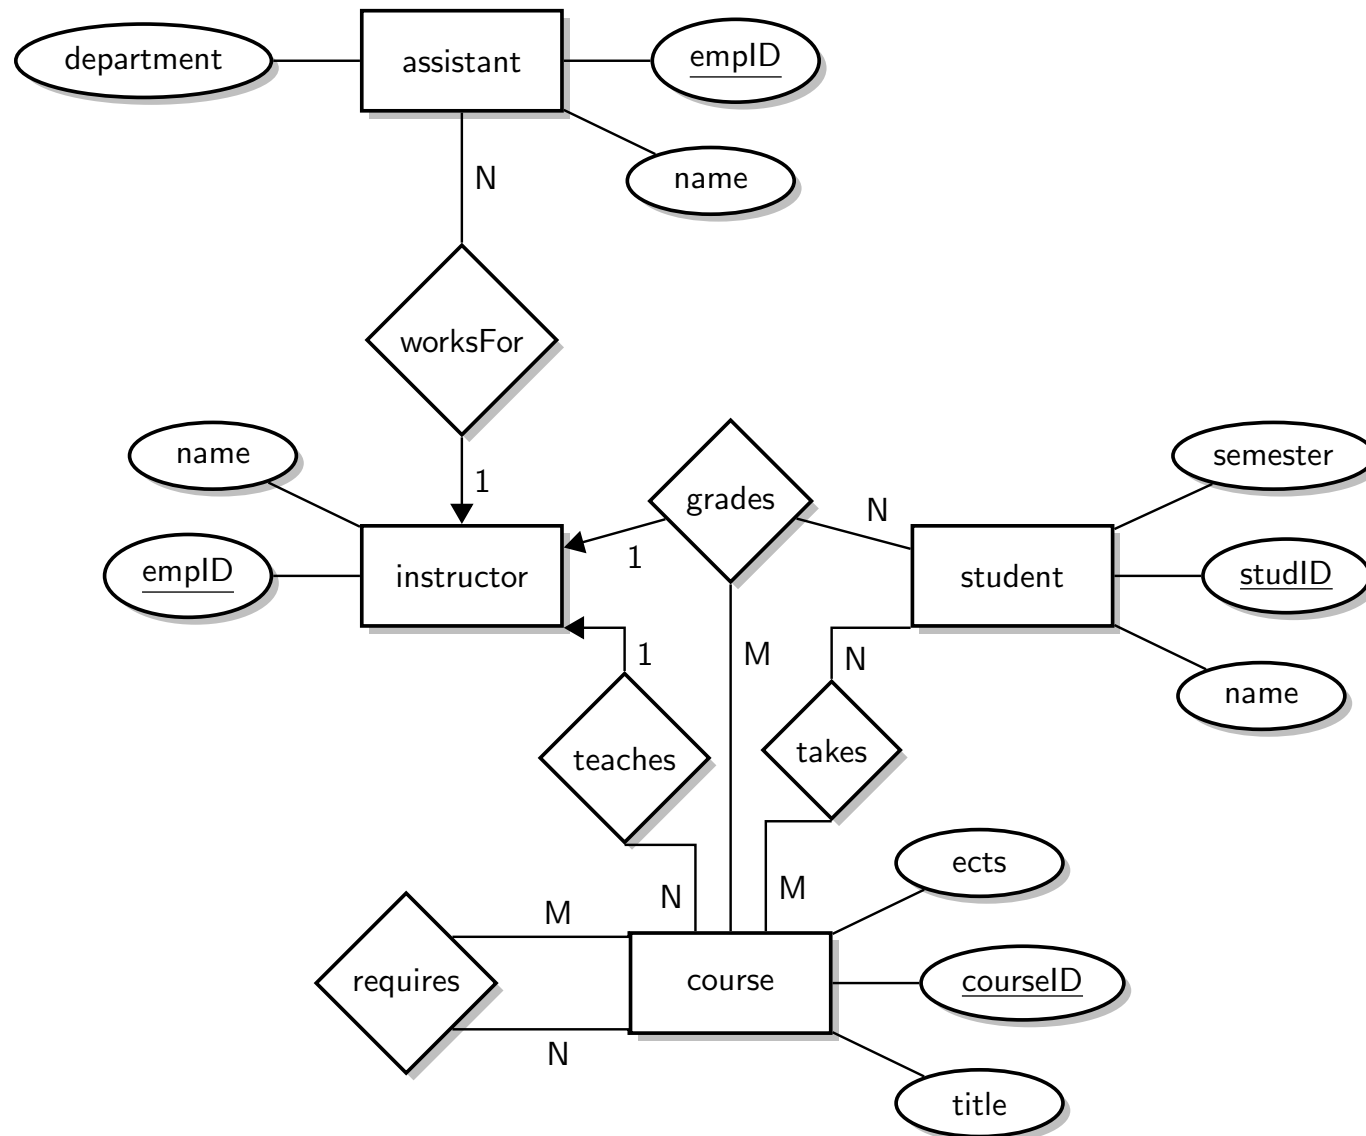 department
assistant
empID
name
N
worksFor
1
name
semester
grades
N
1
empID
instructor
student
studID
1
M
N
name
teaches
takes
ects
N
M
M
requires
course
courseID
N
title